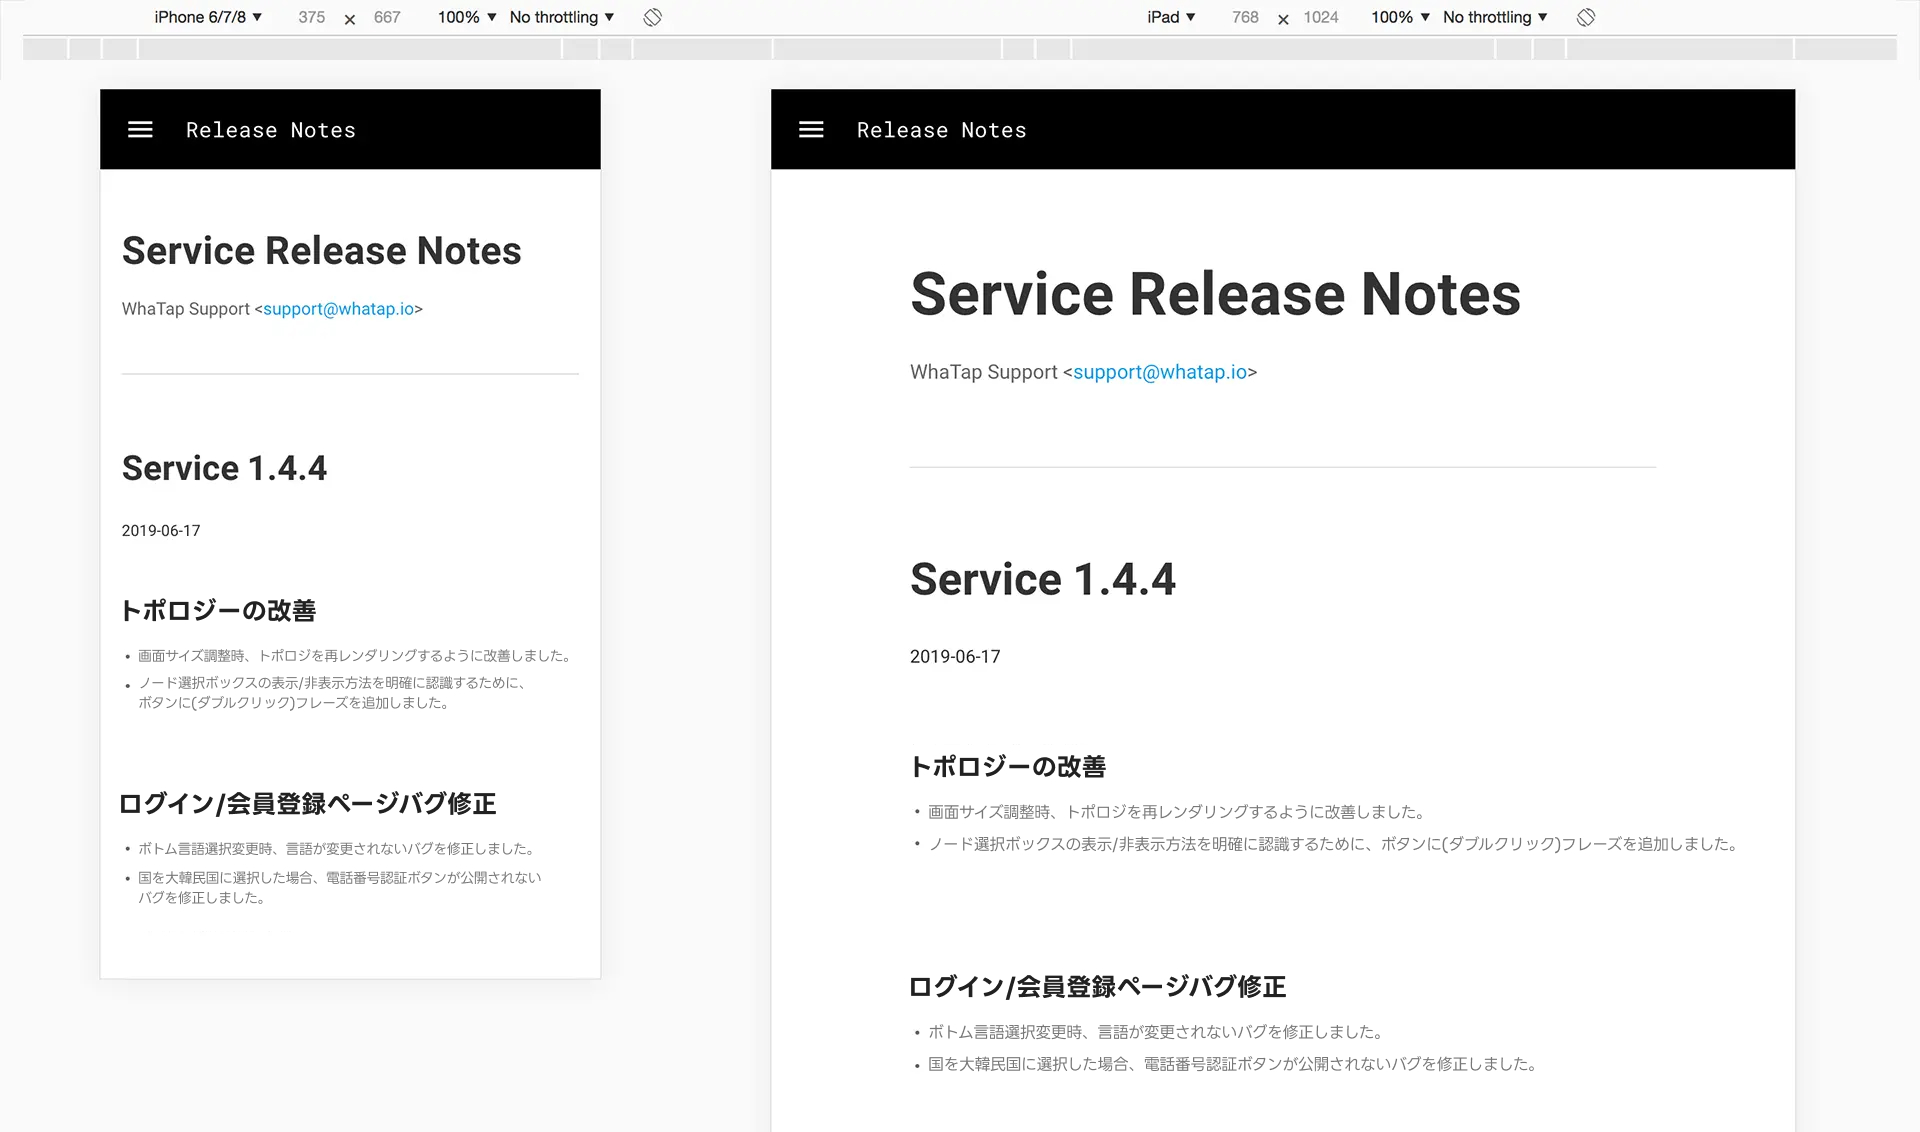 iPhone 6/7/8 ▼ 375 × 667 100% ▼ No throttling ▼
Release Notes
Service Release Notes
WhaTap Support <support@whatap.io>
Service 1.4.4
2019-06-17
トポロジーの改善
• 画面サイズ調整時、トポロジを再レンダリングするように改善しました。
• ノード選択ボックスの表示/非表示方法を明確に認識するために、
ボタンに(ダブルクリック)フレーズを追加しました。
ログイン/会員登録ページバグ修正
• ボトム言語選択変更時、言語が変更されないバグを修正しました。
• 国を大韓民国に選択した場合、電話番号認証ボタンが公開されない
バグを修正しました。
iPad ▼ 768 × 1024 100% ▼ No throttling ▼
Release Notes
Service Release Notes
WhaTap Support <support@whatap.io>
Service 1.4.4
2019-06-17
トポロジーの改善
• 画面サイズ調整時、トポロジを再レンダリングするように改善しました。
• ノード選択ボックスの表示/非表示方法を明確に認識するために、ボタンに(ダブルクリック)フレーズを追加しました。
ログイン/会員登録ページバグ修正
• ボトム言語選択変更時、言語が変更されないバグを修正しました。
• 国を大韓民国に選択した場合、電話番号認証ボタンが公開されないバグを修正しました。